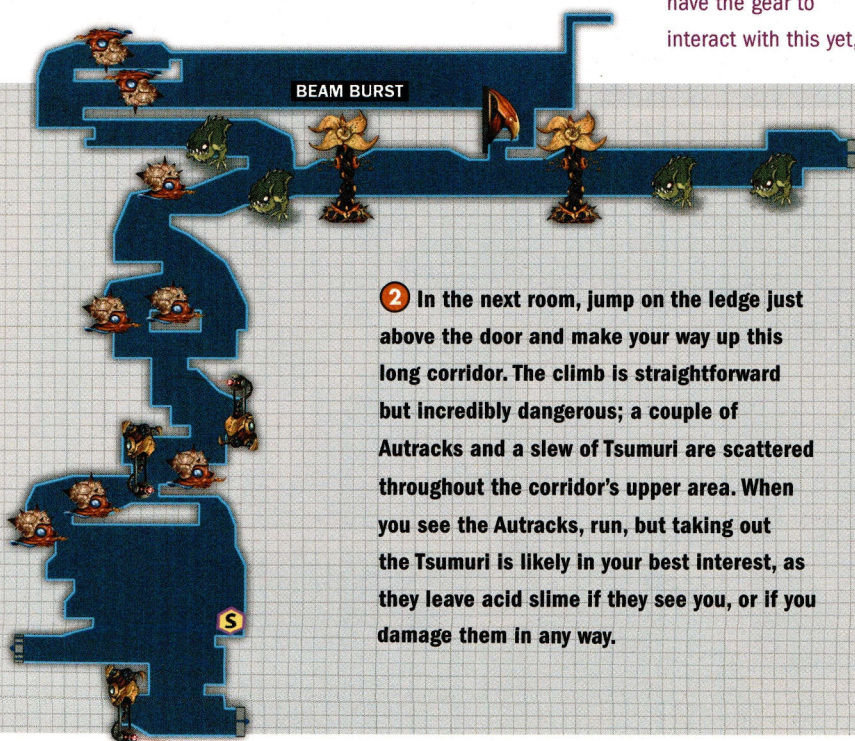 have the gear to
interact with this yet,
BEAM BURST
2 In the next room, jump on the ledge just
above the door and make your way up this
long corridor. The climb is straightforward
but incredibly dangerous; a couple of
Autracks and a slew of Tsumuri are scattered
throughout the corridor's upper area. When
you see the Autracks, run, but taking out
the Tsumuri is likely in your best interest, as
they leave acid slime if they see you, or if you
damage them in any way.
S